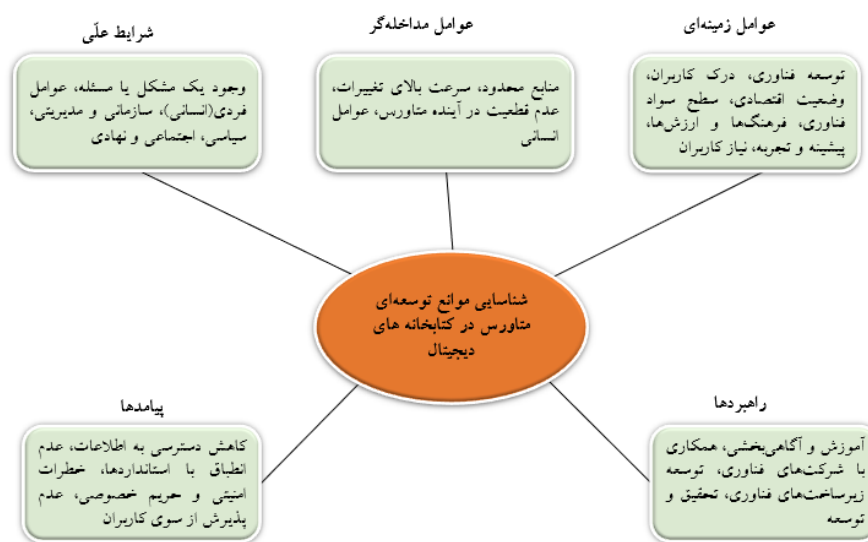 عوامل زمینه‌ای
توسعه فناوری، درک کاربران،
وضعیت اقتصادی، سطح سواد
فناوری، فرهنگ‌ها و ارزش‌ها،
پیشینه و تجربه، نیاز کاربران
عوامل مداخله‌گر
منابع محدود، سرعت بالای تغییرات،
عدم قطعیت در آینده متاورس، عوامل
انسانی
شرایط علّی
وجود یک مشکل یا مسئله، عوامل
فردی(انسانی)، سازمانی و مدیریتی،
سیاسی، اجتماعی و نهادی
شناسایی موانع توسعه‌ای
متاورس در کتابخانه های
دیجیتال
راهبردها
آموزش و آگاهی‌بخشی، همکاری
با شرکت‌های فناوری، توسعه
زیرساخت‌های فناوری، تحقیق و
توسعه
پیامدها
کاهش دسترسی به اطلاعات، عدم
انطباق با استانداردها، خطرات
امنیتی و حریم خصوصی، عدم
پذیرش از سوی کاربران